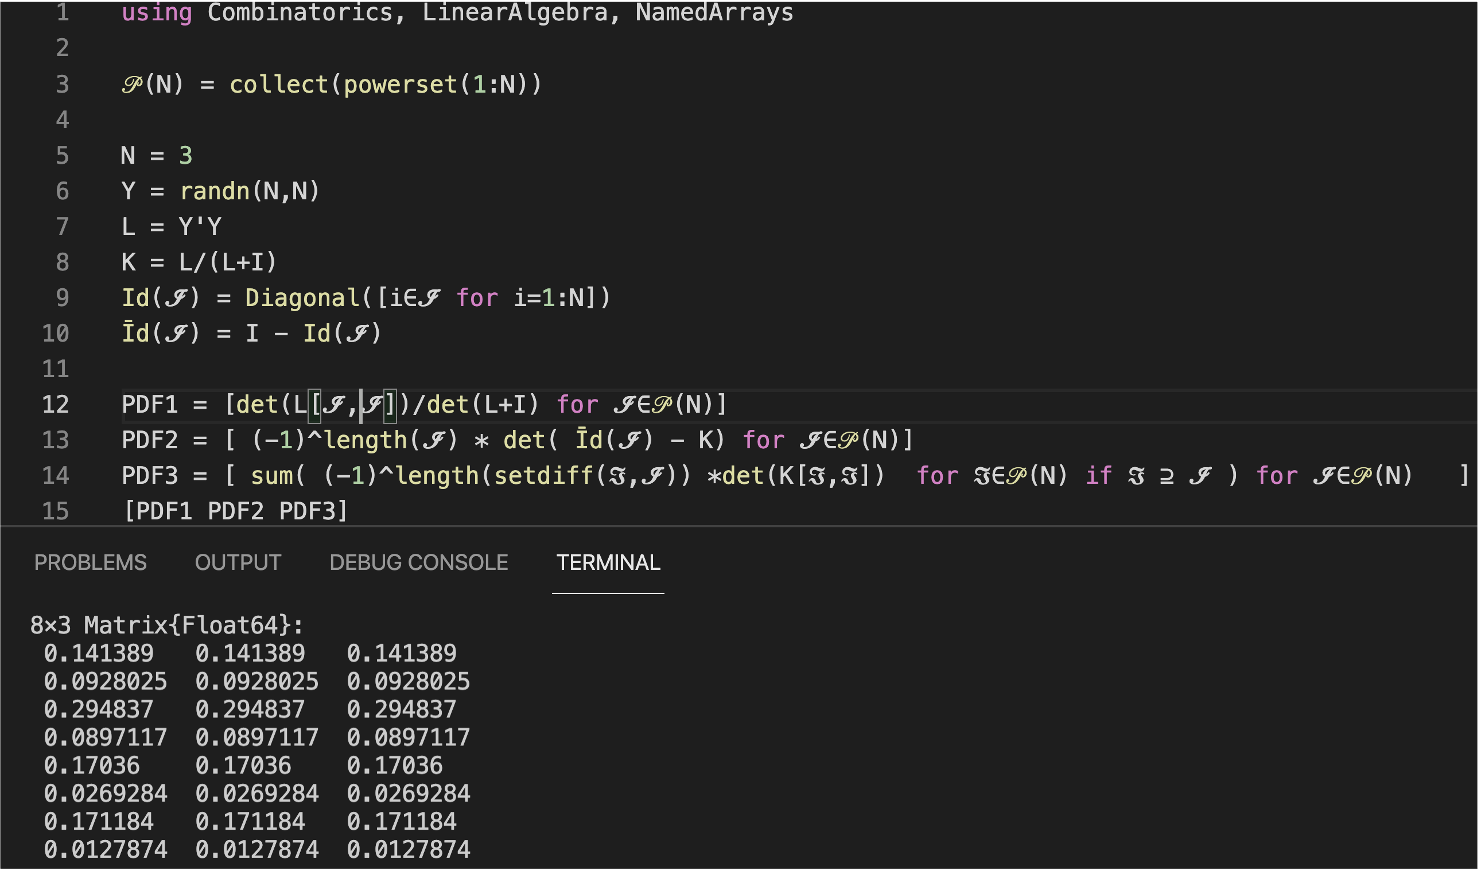 1 using Combinatorics, LinearAlgebra, NamedArrays
2
3 𝒫(N) = collect(powerset(1:N))
4
5 N = 3
6 Y = randn(N,N)
7 L = Y'Y
8 K = L/(L+I)
9 Id(𝓘) = Diagonal([i∈𝓘 for i=1:N])
10 Īd(𝓘) = I - Id(𝓘)
11
12 PDF1 = [det(L[𝓘,𝓘])/det(L+I) for 𝓘∈𝒫(N)]
13 PDF2 = [ (-1)^length(𝓘) * det( Īd(𝓘) - K) for 𝓘∈𝒫(N)]
14 PDF3 = [ sum( (-1)^length(setdiff(𝔍,𝓘)) *det(K[𝔍,𝔍])  for 𝔍∈𝒫(N) if 𝔍 ⊇ 𝓘 ) for 𝓘∈𝒫(N)   ]
15 [PDF1 PDF2 PDF3]
PROBLEMS OUTPUT DEBUG CONSOLE TERMINAL
8×3 Matrix{Float64}:
0.141389 0.141389 0.141389
0.0928025 0.0928025 0.0928025
0.294837 0.294837 0.294837
0.0897117 0.0897117 0.0897117
0.17036 0.17036 0.17036
0.0269284 0.0269284 0.0269284
0.171184 0.171184 0.171184
0.0127874 0.0127874 0.0127874